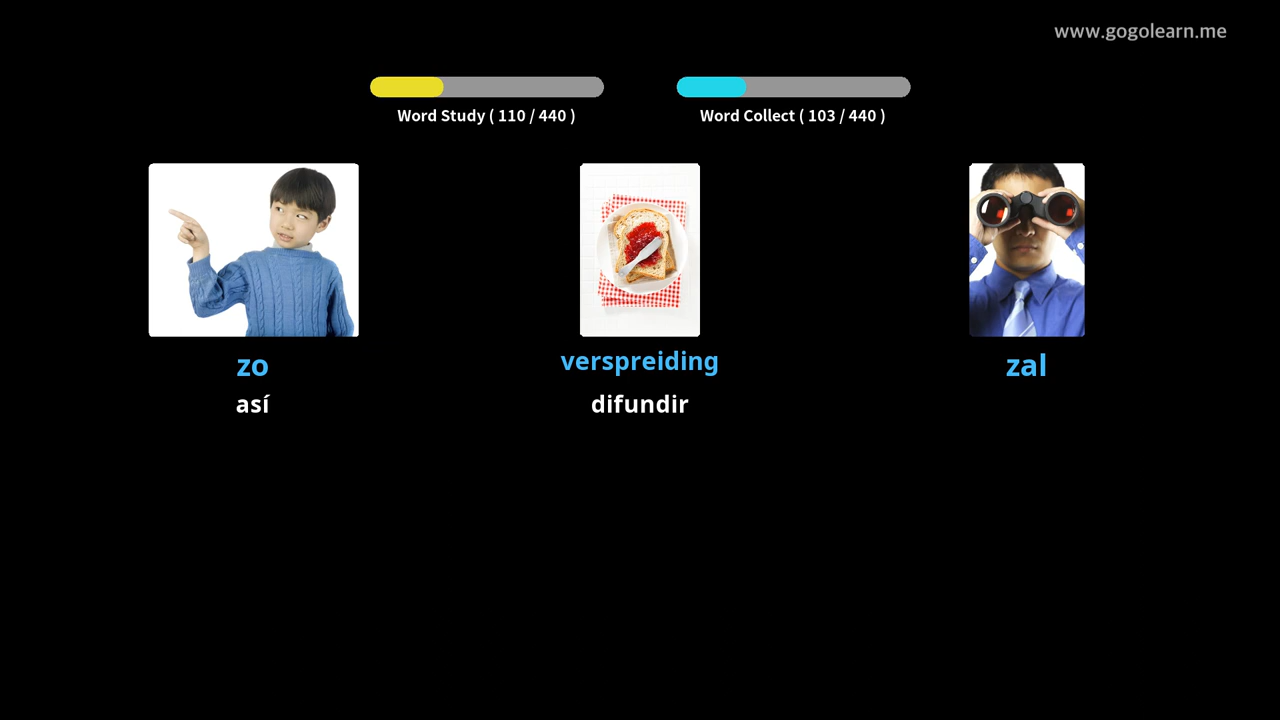 www.gogolearn.me
Word Study ( 110 / 440 )
Word Collect ( 103 / 440 )
zo
verspreiding
zal
así
difundir